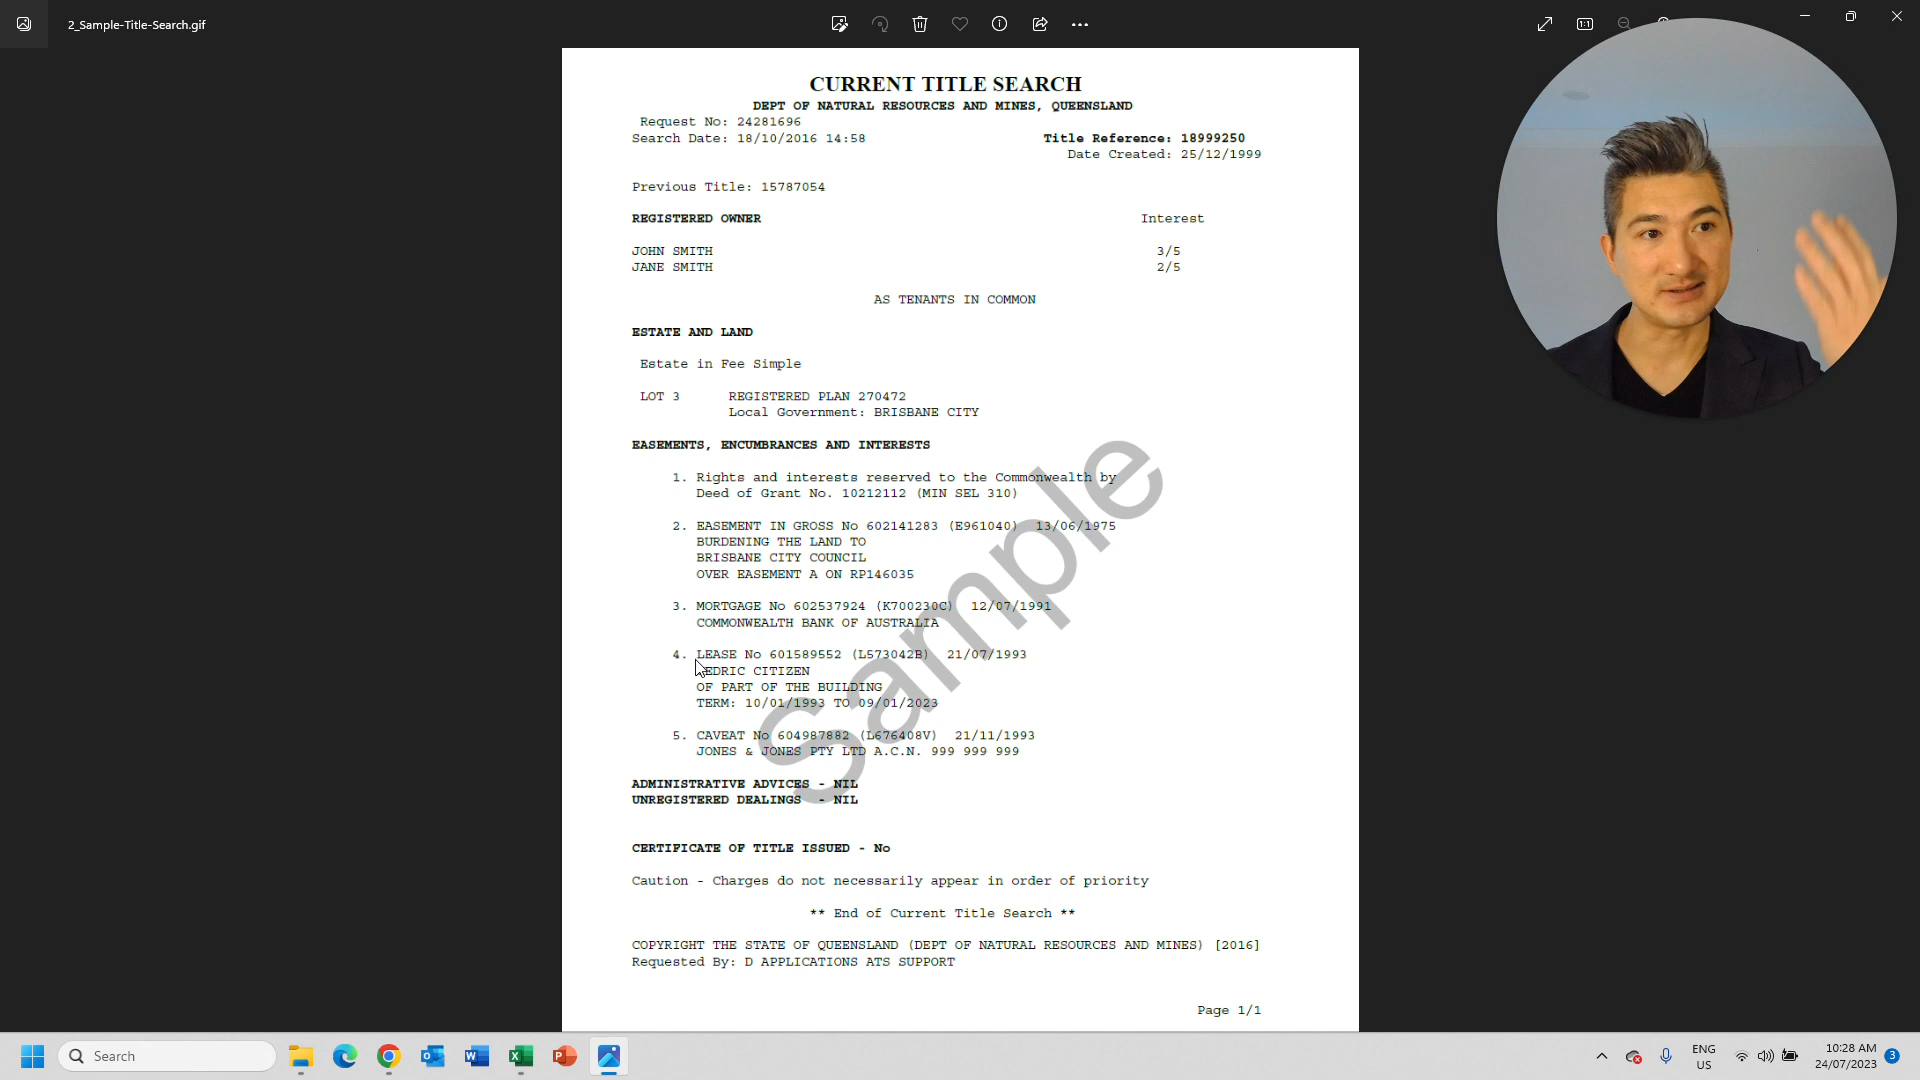 2_Sample-Title-Search.gif
CURRENT TITLE SEARCH
DEPT OF NATURAL RESOURCES AND MINES, QUEENSLAND
Request No: 24281696
Search Date: 18/10/2016 14:58
Title Reference: 18999250
Date Created: 25/12/1999
Previous Title: 15787054
REGISTERED OWNER Interest
JOHN SMITH 3/5
JANE SMITH 2/5
AS TENANTS IN COMMON
ESTATE AND LAND
Estate in Fee Simple
LOT 3 REGISTERED PLAN 270472
Local Government: BRISBANE CITY
EASEMENTS, ENCUMBRANCES AND INTERESTS
1. Rights and interests reserved to the Commonwealth by
Deed of Grant No. 10212112 (MIN SEL 310)
2. EASEMENT IN GROSS No 602141283 (E961040) 13/06/1975
BURDENING THE LAND TO
BRISBANE CITY COUNCIL
OVER EASEMENT A ON RP146035
3. MORTGAGE No 602537924 (K700230C) 12/07/1991
COMMONWEALTH BANK OF AUSTRALIA
4. LEASE No 601589552 (L573042B) 21/07/1993
CITIZEN
OF PART OF THE BUILDING
TERM: 10/01/1993 TO 09/01/2023
5. CAVEAT No 604987882 (L676408V) 21/11/1993
JONES & JONES PTY LTD A.C.N. 999 999 999
Sample
ADMINISTRATIVE ADVICES - NIL
UNREGISTERED DEALINGS - NIL
CERTIFICATE OF TITLE ISSUED - No
Caution - Charges do not necessarily appear in order of priority
** End of Current Title Search **
COPYRIGHT THE STATE OF QUEENSLAND (DEPT OF NATURAL RESOURCES AND MINES) [2016]
Requested By: D APPLICATIONS ATS SUPPORT
Page 1/1
Search
ENG
US
10:28 AM
24/07/2023
3